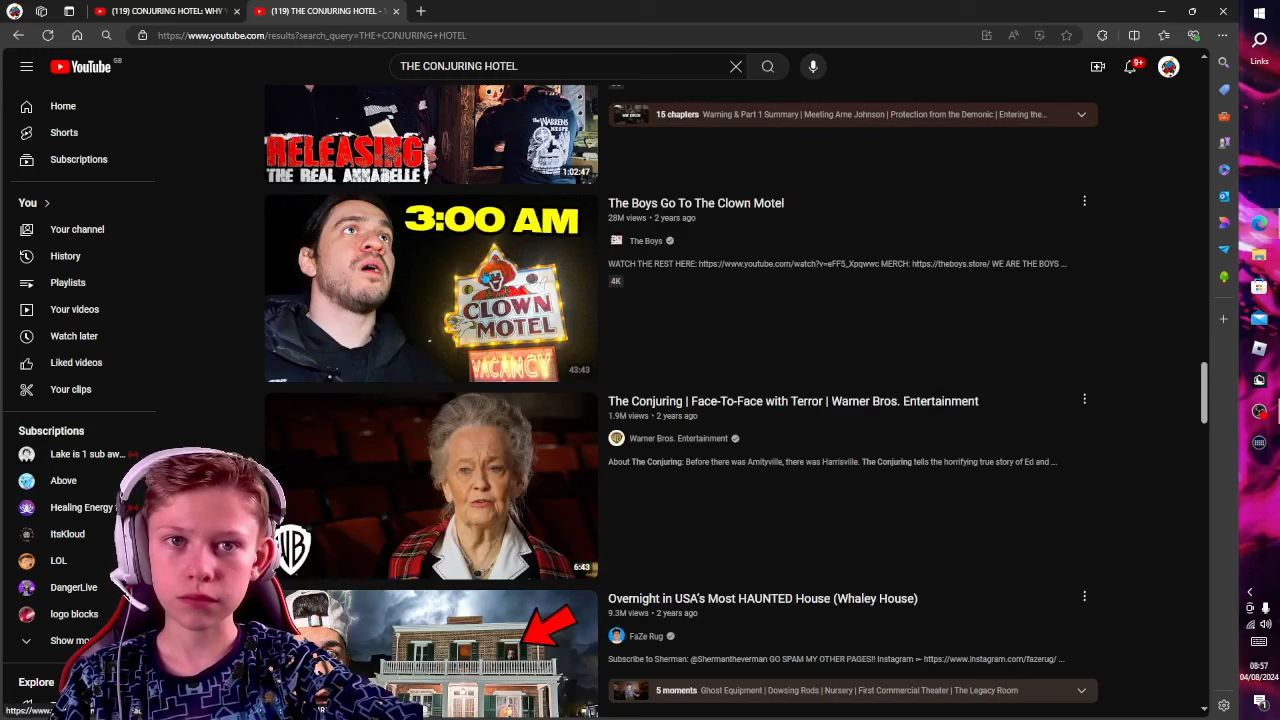 (119) CONJURING HOTEL: WHY
(119) THE CONJURING HOTEL -
https://www.youtube.com/results?search_query=THE+CONJURING+HOTEL
Links
YouTube GB
THE CONJURING HOTEL
9+
Home
Shorts
Subscriptions
You
Your channel
History
Playlists
Your videos
Watch later
Liked videos
Your clips
Subscriptions
Lake is 1 sub aw...
Above
Healing Energy
ItsKloud
LOL
DangerLive
logo blocks
Show mo
Explore
https://www.
THE WARRENS
RELEASING
THE REAL ANNABELLE
1:02:47
15 chapters Warning & Part 1 Summary | Meeting Arne Johnson | Protection from the Demonic | Entering the...
3:00 AM
CLOWN
MOTEL
VACANCY
43:43
The Boys Go To The Clown Motel
28M views • 2 years ago
The Boys
WATCH THE REST HERE: https://www.youtube.com/watch?v=eFF5_Xpqwwc MERCH: https://theboys.store/ WE ARE THE BOYS ...
4K
WB
6:43
The Conjuring | Face-To-Face with Terror | Warner Bros. Entertainment
1.9M views • 2 years ago
Warner Bros. Entertainment
About The Conjuring: Before there was Amityville, there was Harrisville. The Conjuring tells the horrifying true story of Ed and ...
Overnight in USA's Most HAUNTED House (Whaley House)
9.3M views • 2 years ago
FaZe Rug
Subscribe to Sherman: @Shermantheverman GO SPAM MY OTHER PAGES!! Instagram ➳ https://www.instagram.com/fazerug/ ...
5 moments Ghost Equipment | Dowsing Rods | Nursery | First Commercial Theater | The Legacy Room
08:57
04/08/2024